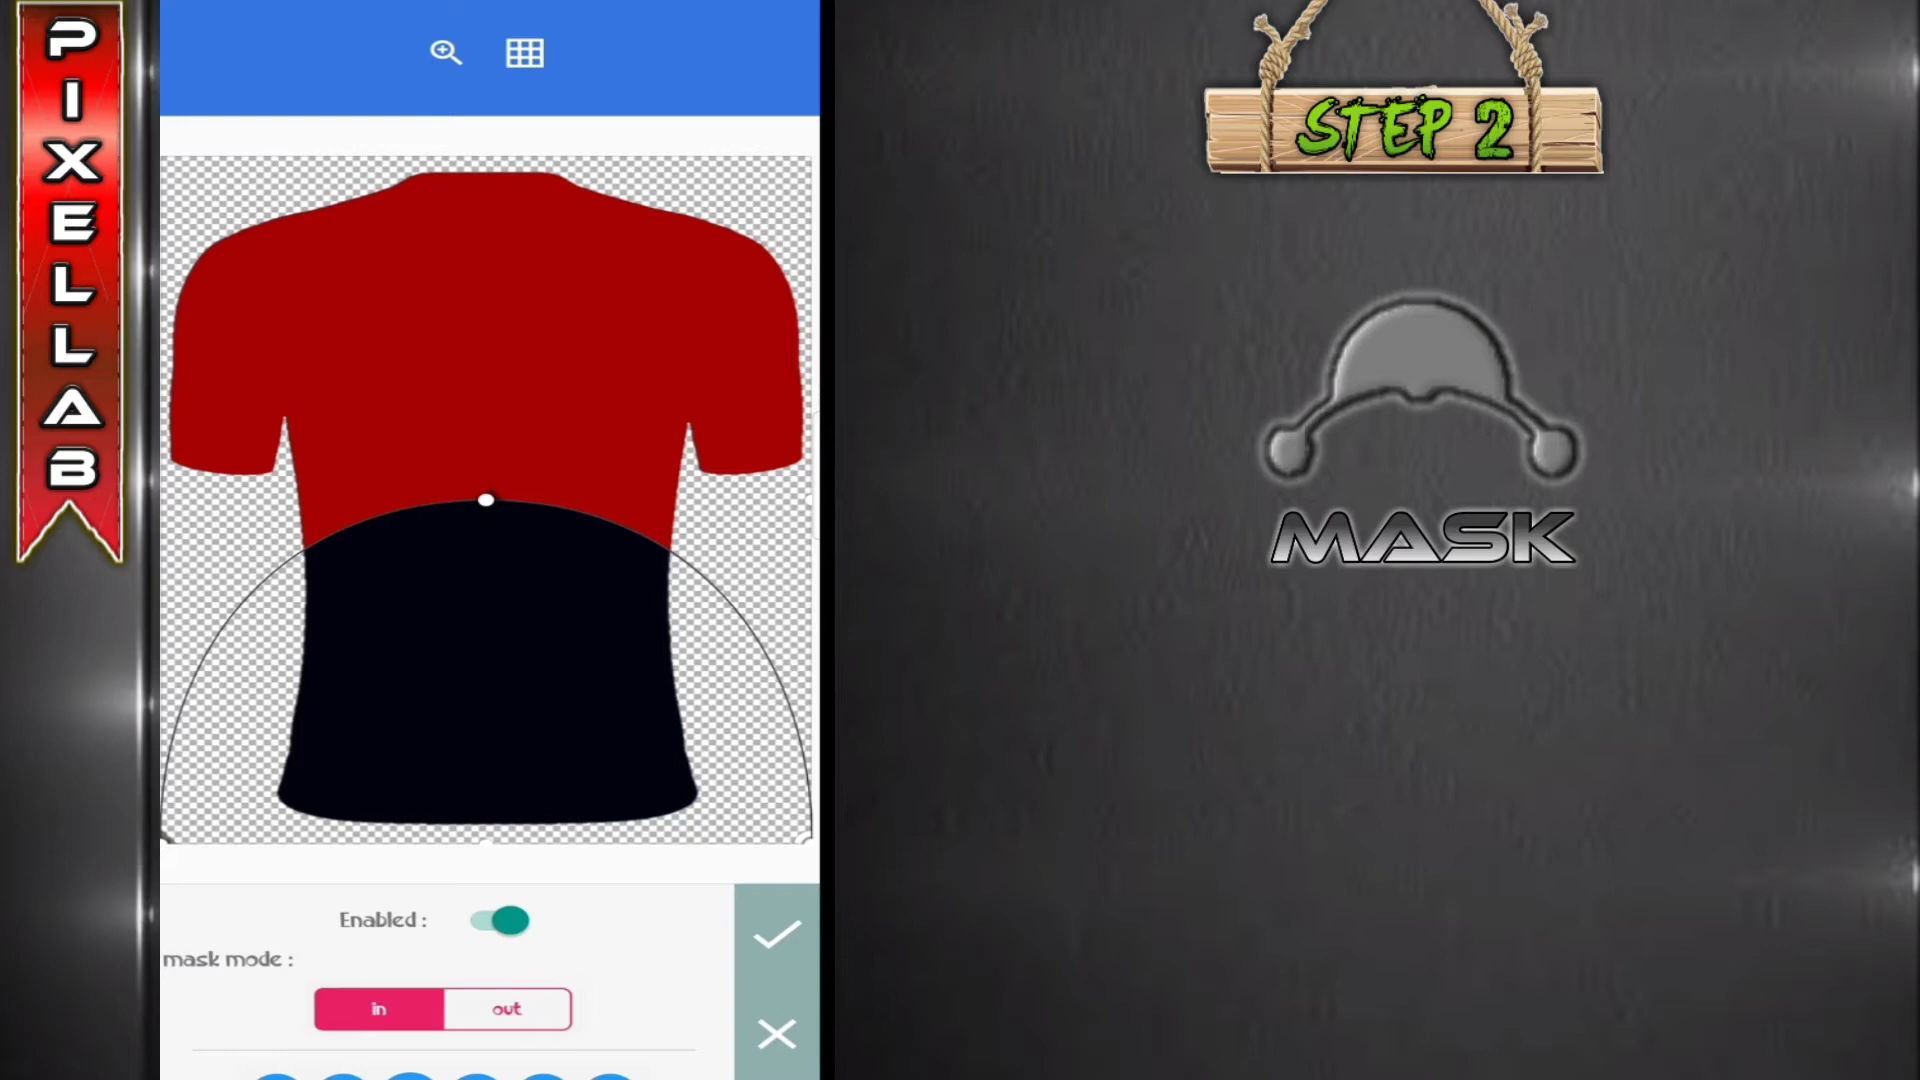 PIXELLAB
STEP 2
MASK
Enabled :
mask mode :
in
out